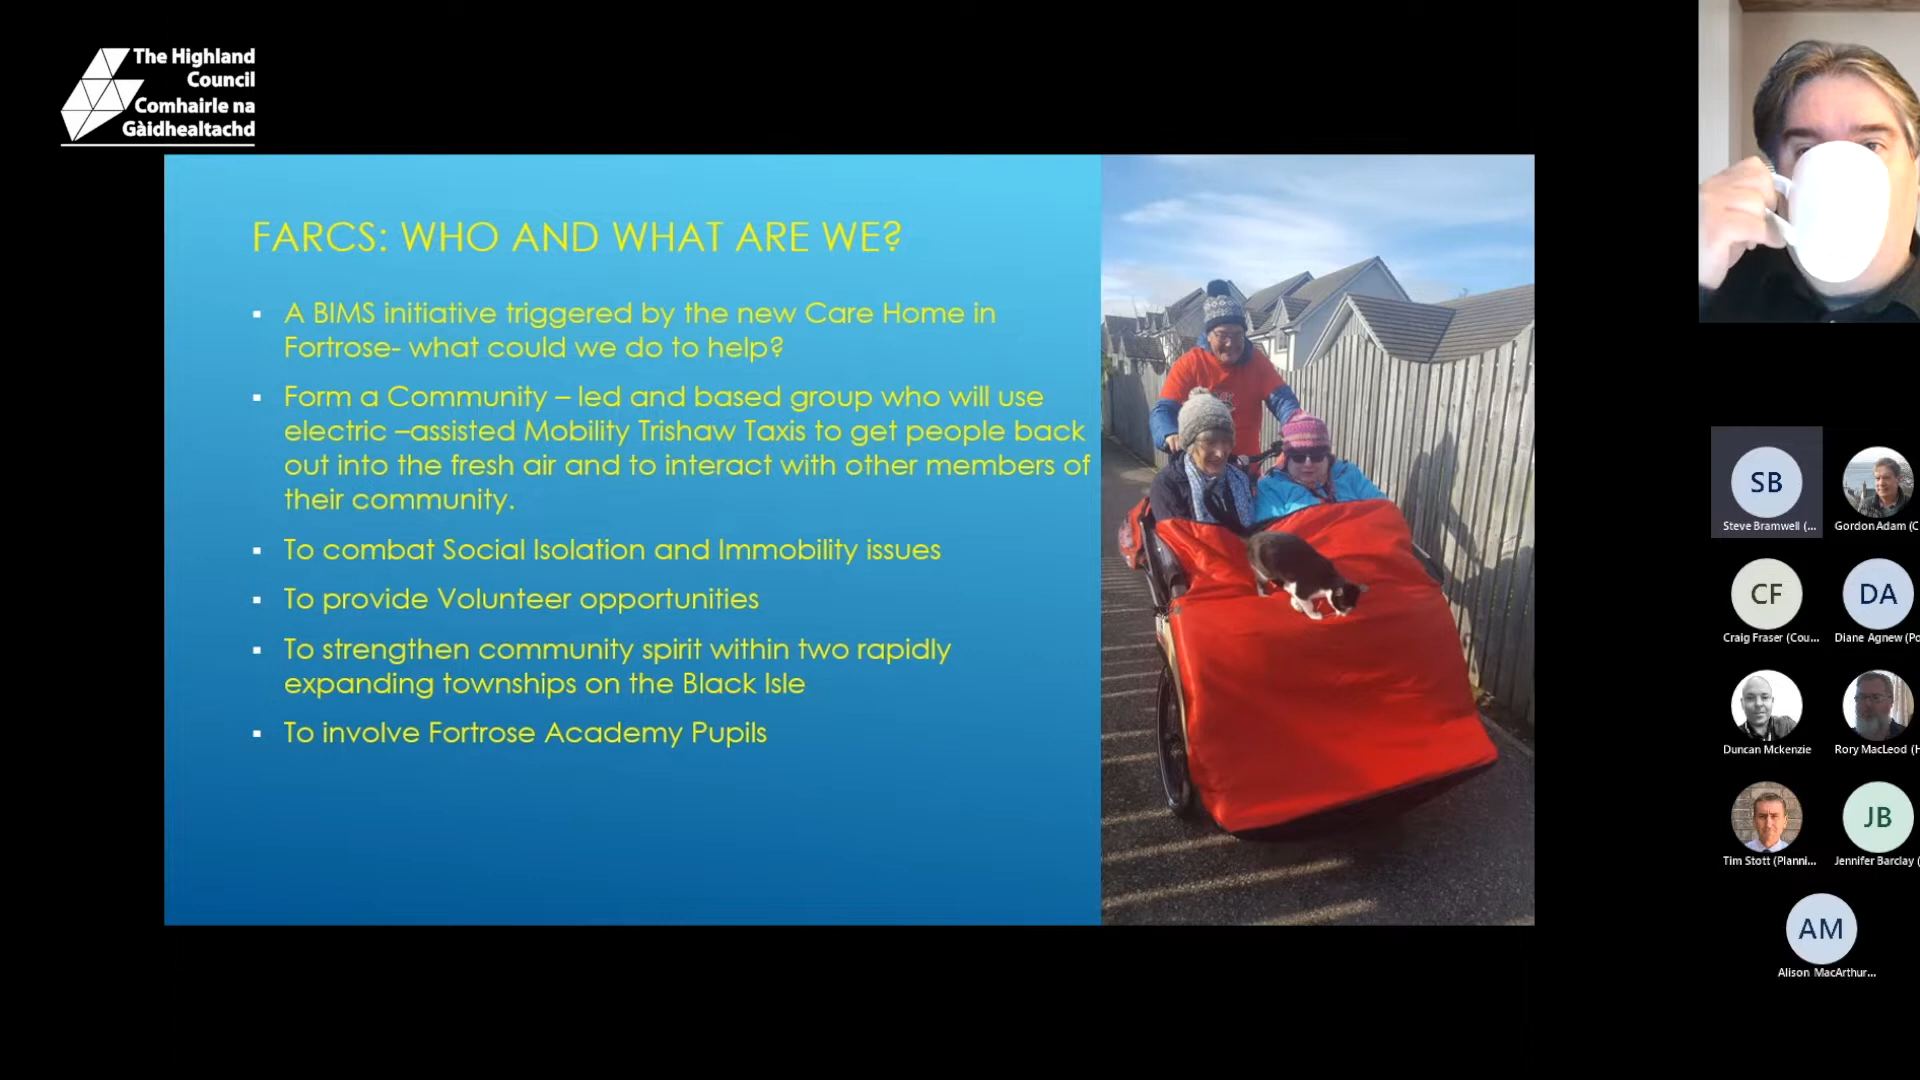 The Highland
Council
Comhairle na
Gàidhealtachd
FARCS: WHO AND WHAT ARE WE?
▪ A BIMS initiative triggered by the new Care Home in
Fortrose- what could we do to help?
▪ Form a Community – led and based group who will use
electric –assisted Mobility Trishaw Taxis to get people back
out into the fresh air and to interact with other members of
their community.
▪ To combat Social Isolation and Immobility issues
▪ To provide Volunteer opportunities
▪ To strengthen community spirit within two rapidly
expanding townships on the Black Isle
▪ To involve Fortrose Academy Pupils
SB
Steve Bramwell (...
Gordon Adam (C
CF
Craig Fraser (Cou...
DA
Diane Agnew (Po
Duncan Mckenzie
Rory MacLeod (H
Tim Stott (Planni...
JB
Jennifer Barclay (
AM
Alison MacArthur...